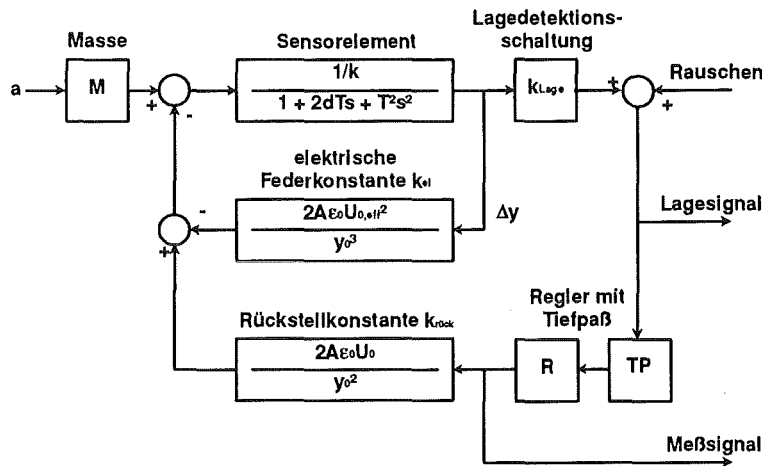 Lagedetektions-
schaltung
Masse
Sensorelement
a
M
+
-
1/k
1 + 2dTs + T²s²
kLage
+
+
Rauschen
elektrische
Federkonstante kel
2Aε0U0,eff²
y0³
-
+
Δy
Lagesignal
Regler mit
Tiefpaß
Rückstellkonstante krück
2Aε0U0
y0²
R
TP
Meßsignal